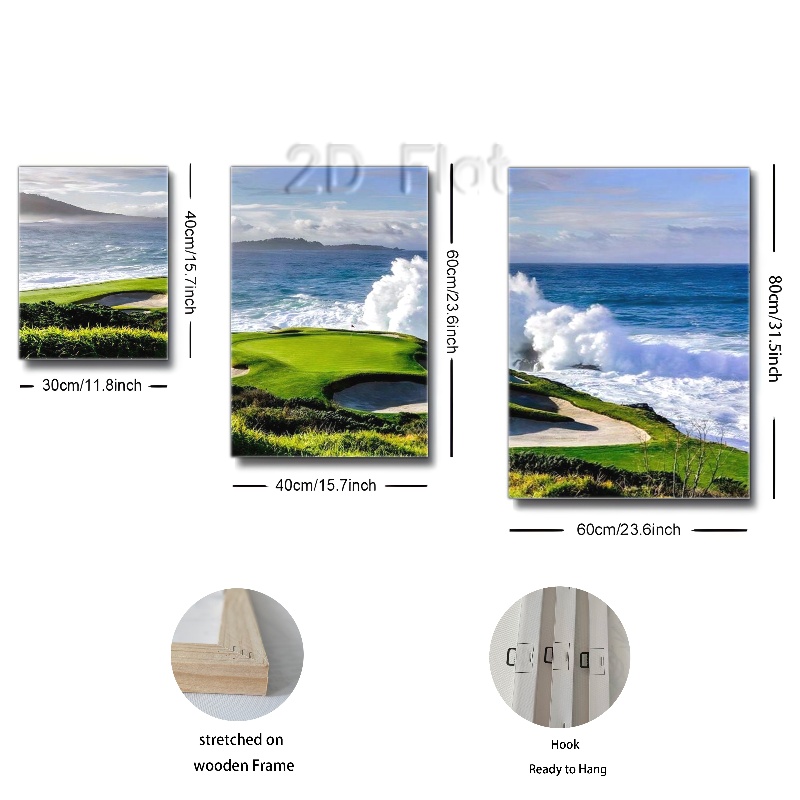 2D Flat
40cm/15.7inch
30cm/11.8inch
60cm/23.6inch
40cm/15.7inch
80cm/31.5inch
60cm/23.6inch
stretched on
wooden Frame
Hook
Ready to Hang